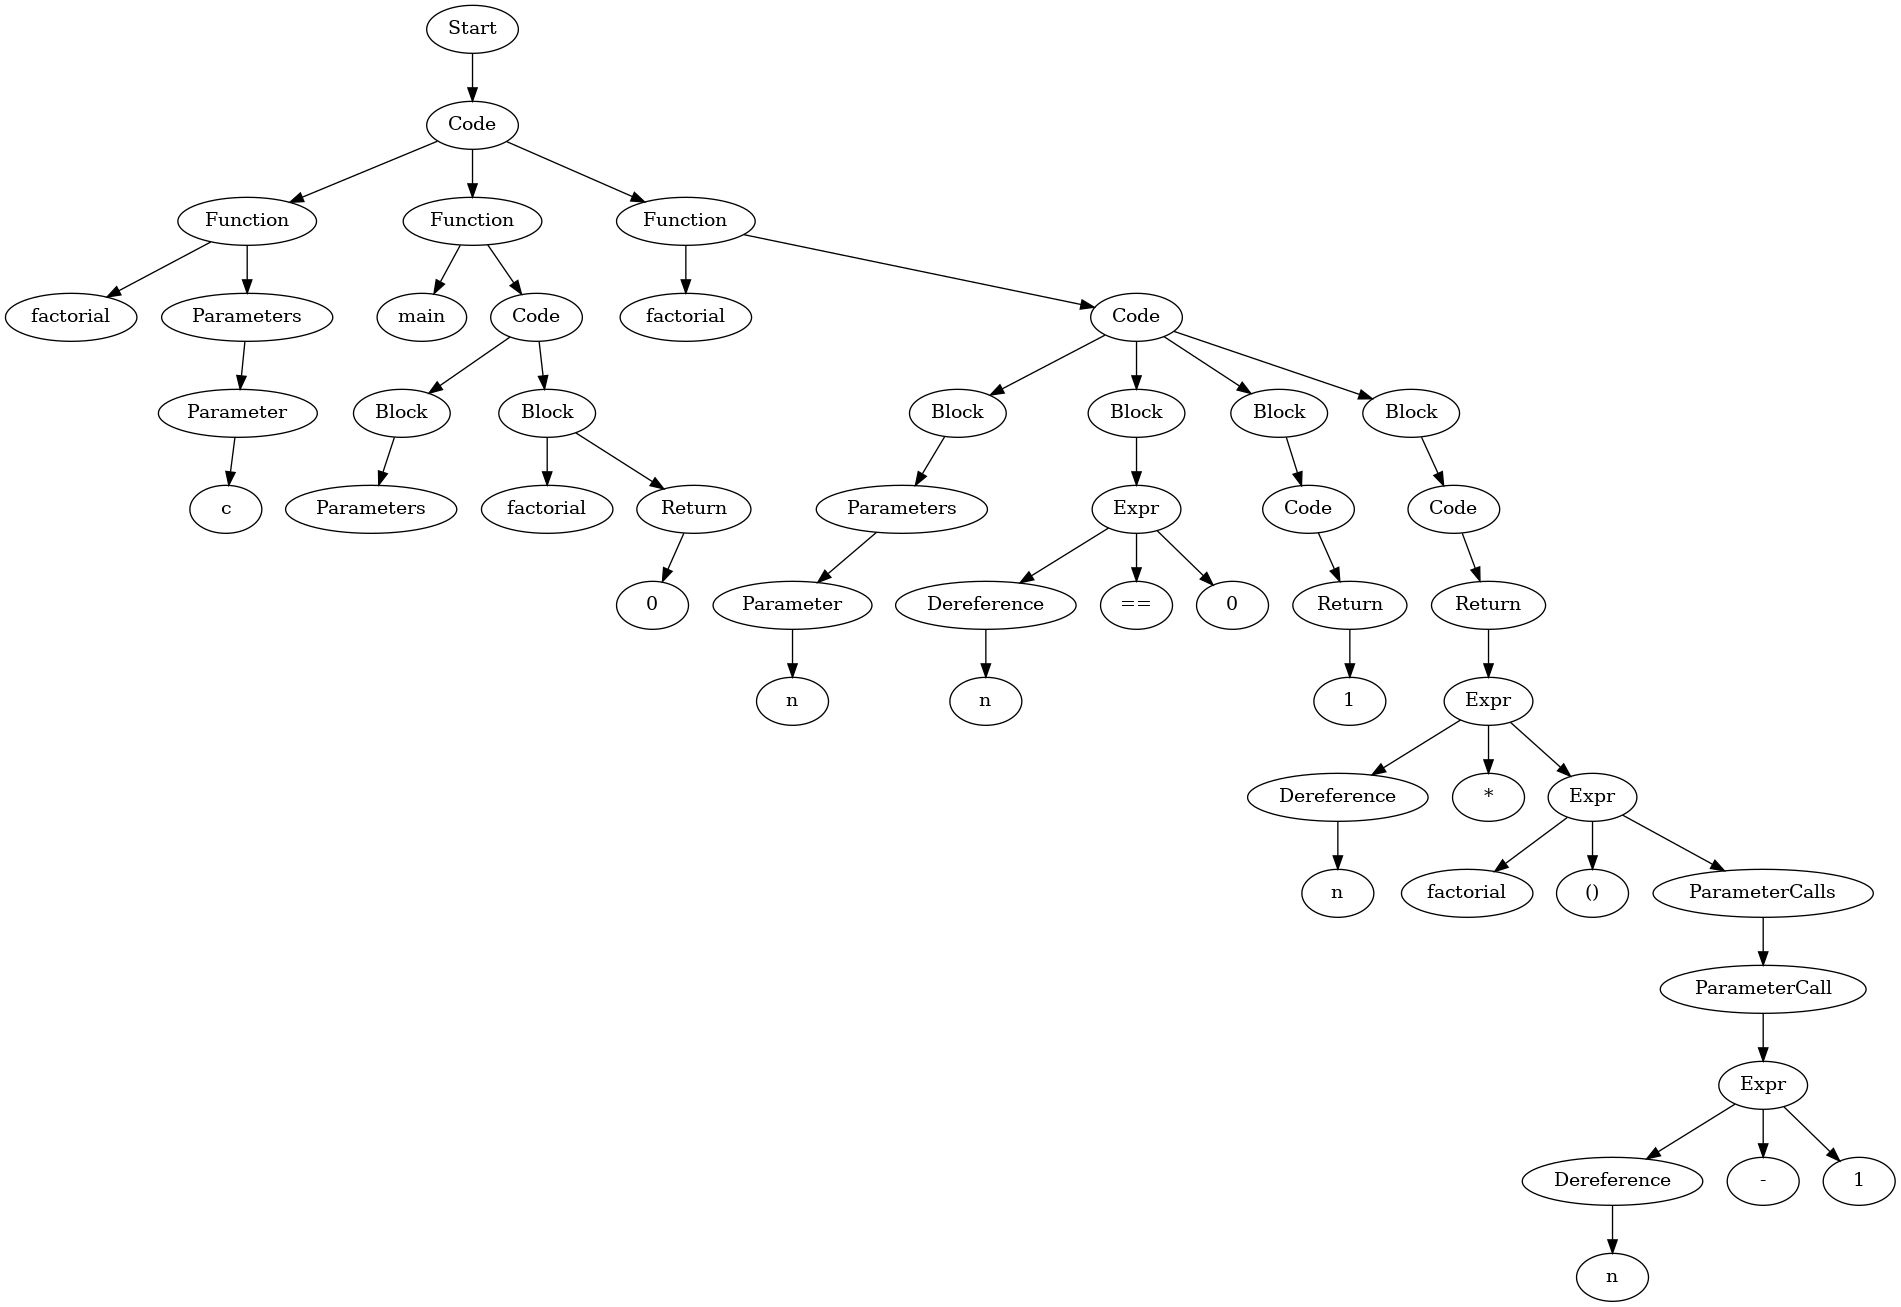 Start
Code
Function Function Function
factorial Parameters main Code factorial Code
Parameter Block Block Block Block Block Block
c Parameters factorial Return Parameters Expr Code Code
0 Parameter Dereference == 0 Return Return
n n 1 Expr
Dereference * Expr
n factorial () ParameterCalls
ParameterCall
Expr
Dereference - 1
n